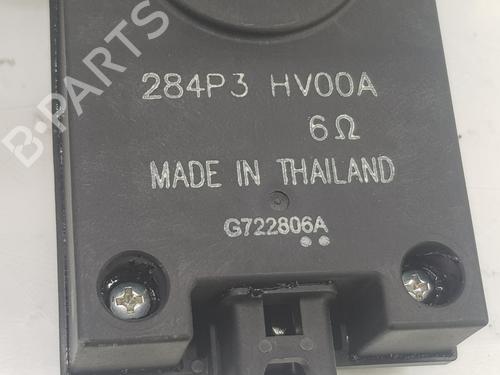 B-PARTS
284P3 HV00A
6Ω
MADE IN THAILAND
G722806A